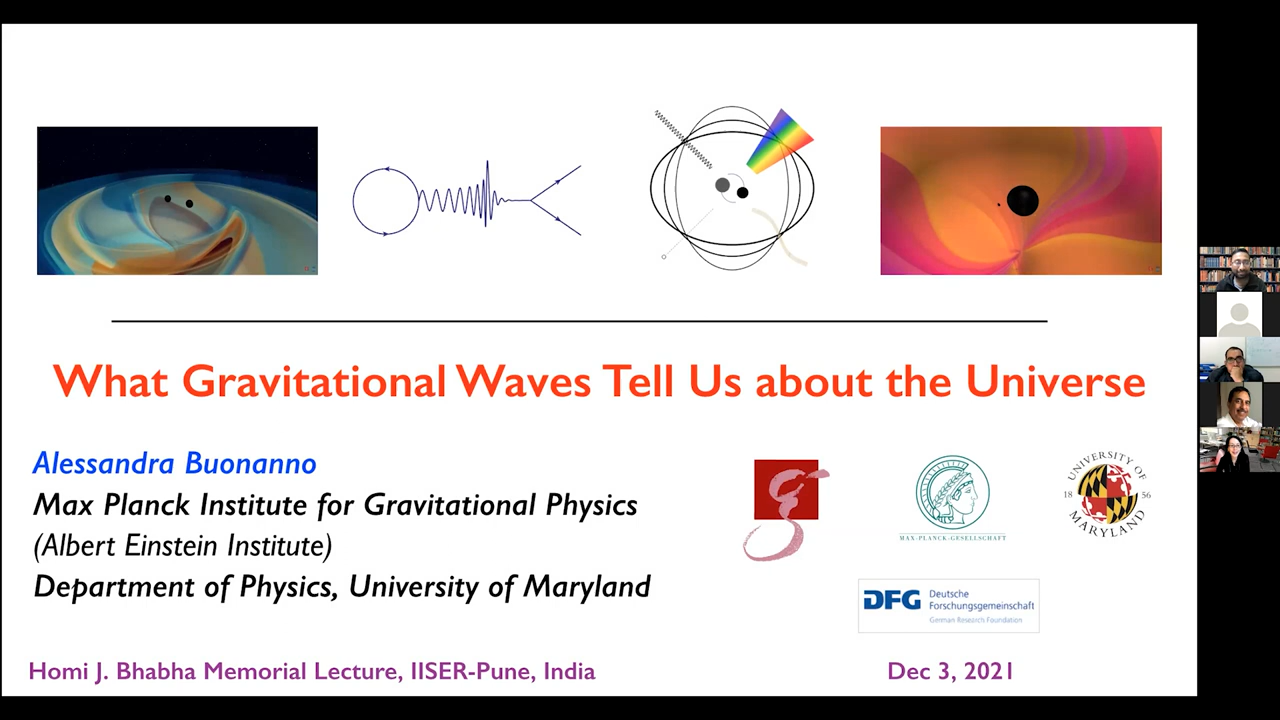 What Gravitational Waves Tell Us about the Universe
Alessandra Buonanno
Max Planck Institute for Gravitational Physics
(Albert Einstein Institute)
Department of Physics, University of Maryland
UNIVERSITY OF
18 56
MARYLAND
MAX-PLANCK-GESELLSCHAFT
DFG Deutsche
Forschungsgemeinschaft
German Research Foundation
Homi J. Bhabha Memorial Lecture, IISER-Pune, India
Dec 3, 2021